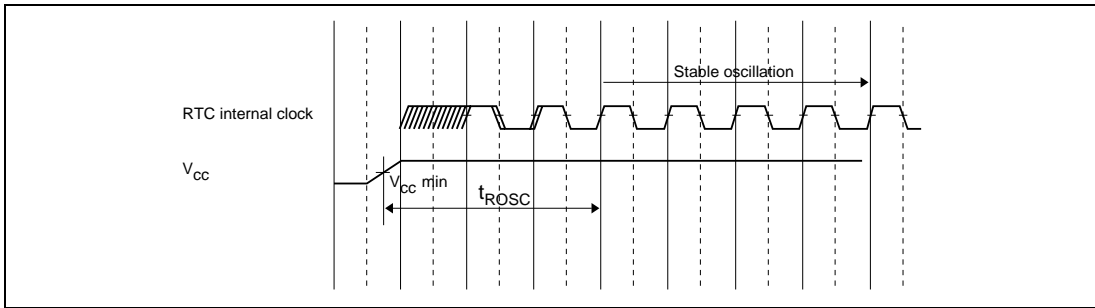 Stable oscillation
RTC internal clock
Vcc
Vcc min
tROSC